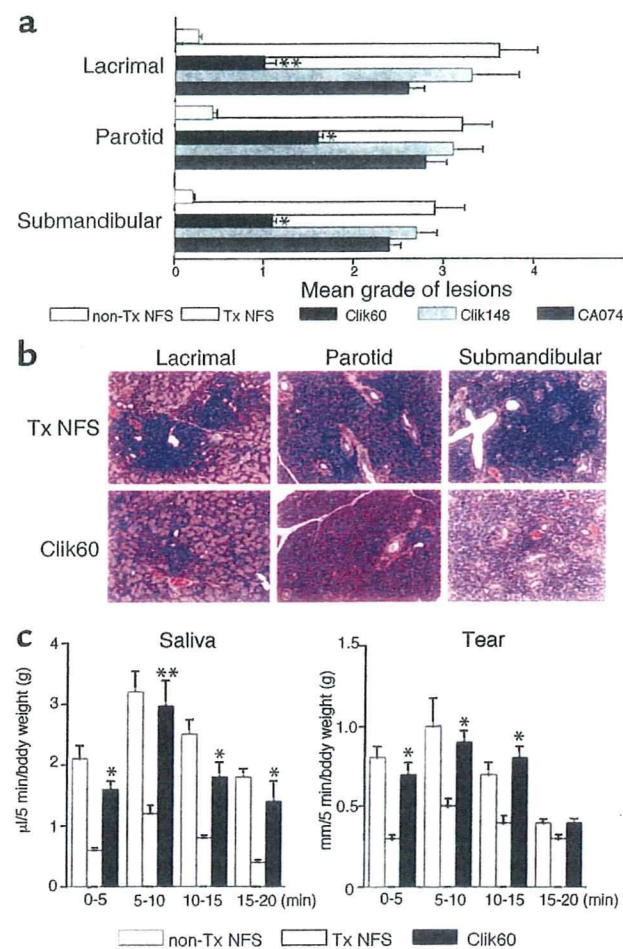 a
Lacrimal
**
Parotid
*
Submandibular
*
0 1 2 3 4
Mean grade of lesions
non-Tx NFS Tx NFS Clik60 Clik148 CA074
b
Lacrimal Parotid Submandibular
Tx NFS
Clik60
c
Saliva Tear
µl/5 min/bddy weight (g)
4
3
2
1
0
* ** * *
0-5 5-10 10-15 15-20 (min)
mm/5 min/bddy weight (g)
1.5
1.0
0.5
0
* * *
0-5 5-10 10-15 15-20 (min)
non-Tx NFS Tx NFS Clik60